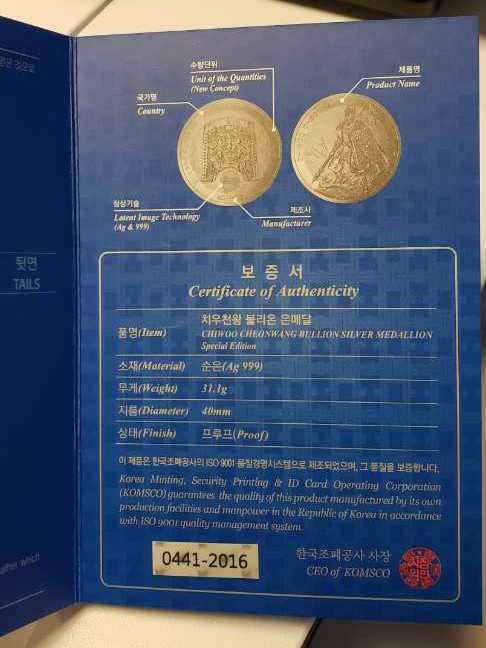 수량단위
Unit of the Quantities
(New Concept)
제품명
Product Name
국가명
Country
잠상기술
Latent Image Technology
(Ag & 999)
제조사
Manufacturer
뒷면
TAILS
보증서
Certificate of Authenticity
품명(Item)
치우천왕 불리온 은메달
CHIWOO CHEONWANG BULLION SILVER MEDALLION
Special Edition
소재(Material) 순은(Ag 999)
무게(Weight) 31.1g
지름(Diameter) 40mm
상태(Finish) 프루프(Proof)
이 제품은 한국조폐공사의 ISO 9001 품질경영시스템으로 제조되었으며, 그 품질을 보증합니다.
Korea Minting, Security Printing & ID Card Operating Corporation
(KOMSCO) guarantees the quality of this product manufactured by its own
production facilities and manpower in the Republic of Korea in accordance
with ISO 9001 quality management system.
which
0441-2016
한국조폐공사 사장
CEO of KOMSCO